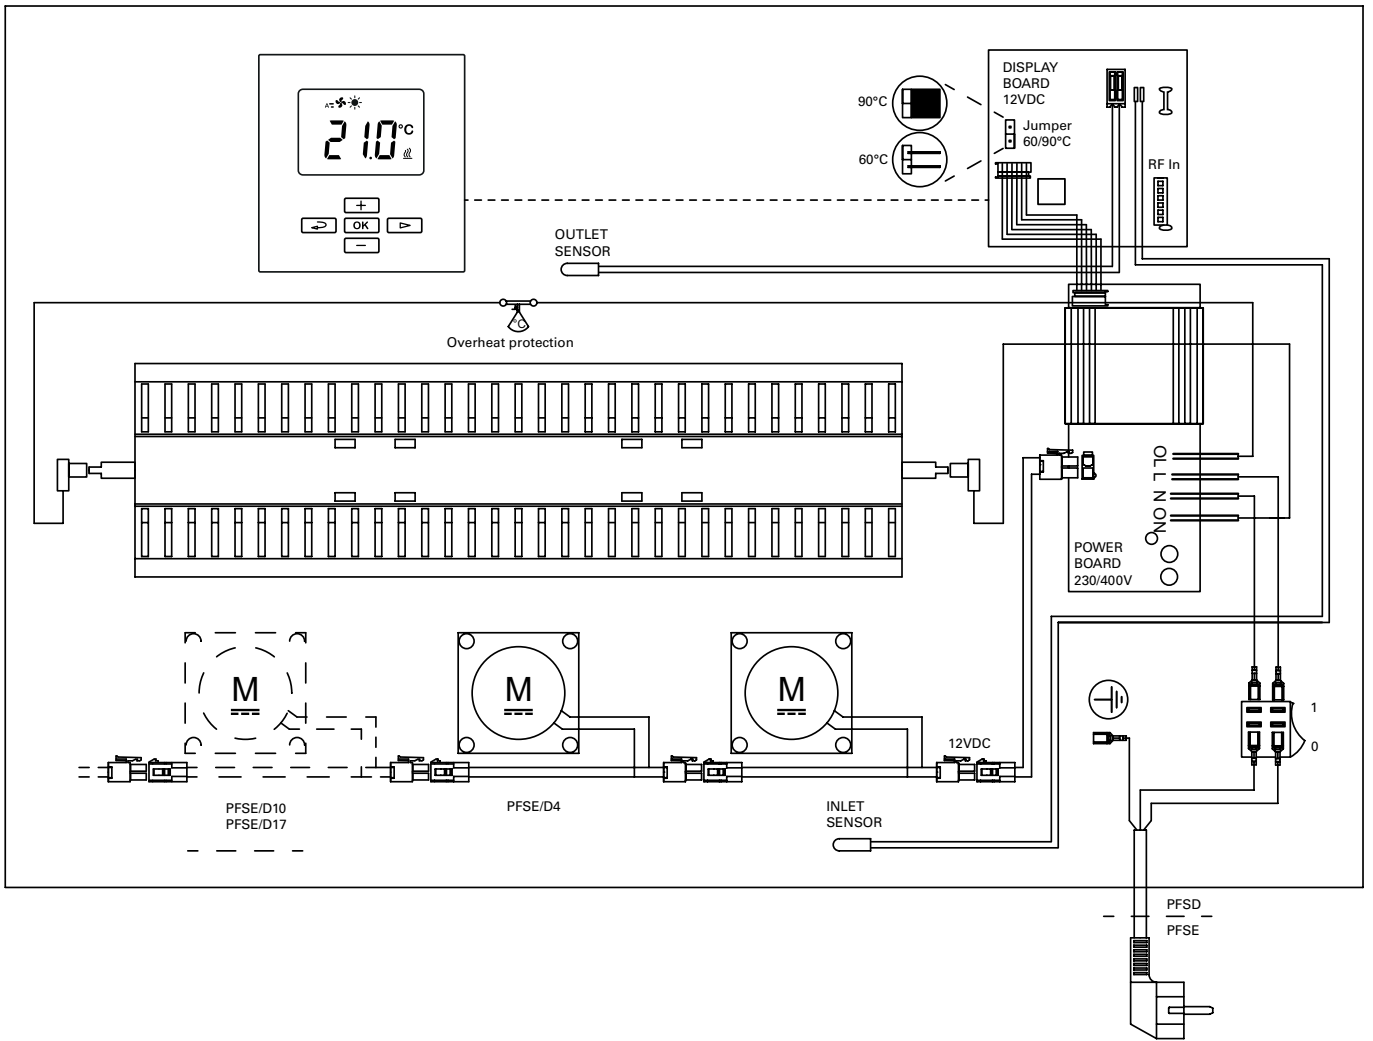 A
21.0°C
+
OK
−
DISPLAY
BOARD
12VDC
90°C
Jumper
60/90°C
60°C
RF In
OUTLET
SENSOR
°C
Overheat protection
OL
L
N
ON
POWER
BOARD
230/400V
M
M
M
1
0
12VDC
PFSE/D10
PFSE/D17
PFSE/D4
INLET
SENSOR
PFSD
PFSE